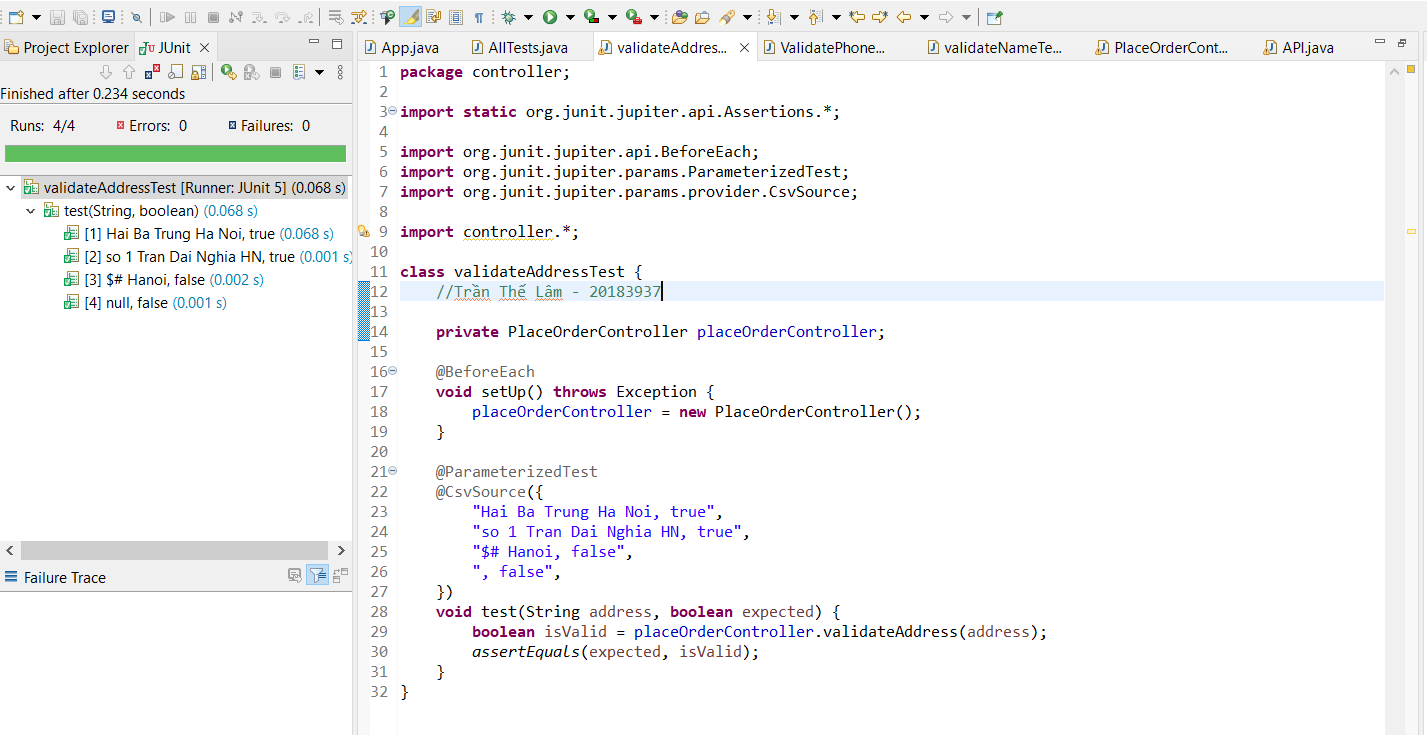 Project Explorer
JUnit
Finished after 0.234 seconds
Runs: 4/4
Errors: 0
Failures: 0
validateAddressTest [Runner: JUnit 5] (0.068 s)
test(String, boolean) (0.068 s)
[1] Hai Ba Trung Ha Noi, true (0.068 s)
[2] so 1 Tran Dai Nghia HN, true (0.001 s)
[3] $# Hanoi, false (0.002 s)
[4] null, false (0.001 s)
Failure Trace
App.java
AllTests.java
validateAddres...
ValidatePhone...
validateNameTe...
PlaceOrderCont...
API.java
1 package controller;
2
3 import static org.junit.jupiter.api.Assertions.*;
4
5 import org.junit.jupiter.api.BeforeEach;
6 import org.junit.jupiter.params.ParameterizedTest;
7 import org.junit.jupiter.params.provider.CsvSource;
8
9 import controller.*;
10
11 class validateAddressTest {
12 //Trần Thế Lâm - 20183937
13
14 private PlaceOrderController placeOrderController;
15
16 @BeforeEach
17 void setUp() throws Exception {
18 placeOrderController = new PlaceOrderController();
19 }
20
21 @ParameterizedTest
22 @CsvSource({
23 "Hai Ba Trung Ha Noi, true",
24 "so 1 Tran Dai Nghia HN, true",
25 "$# Hanoi, false",
26 ", false",
27 })
28 void test(String address, boolean expected) {
29 boolean isValid = placeOrderController.validateAddress(address);
30 assertEquals(expected, isValid);
31 }
32 }